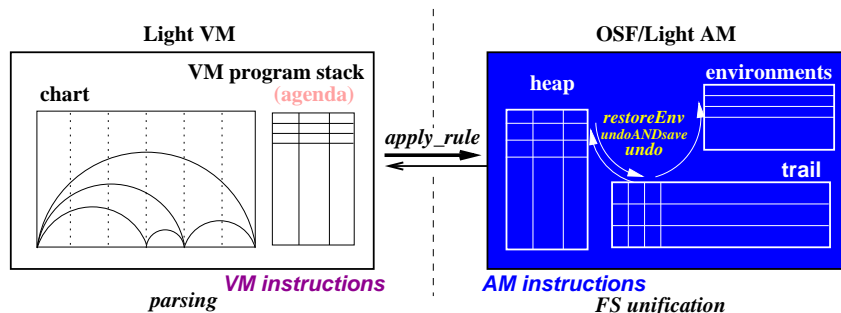 Light VM
OSF/Light AM
VM program stack
(agenda)
chart
heap
environments
restoreEnv
undoANDsave
undo
apply_rule
trail
VM instructions
AM instructions
parsing
FS unification